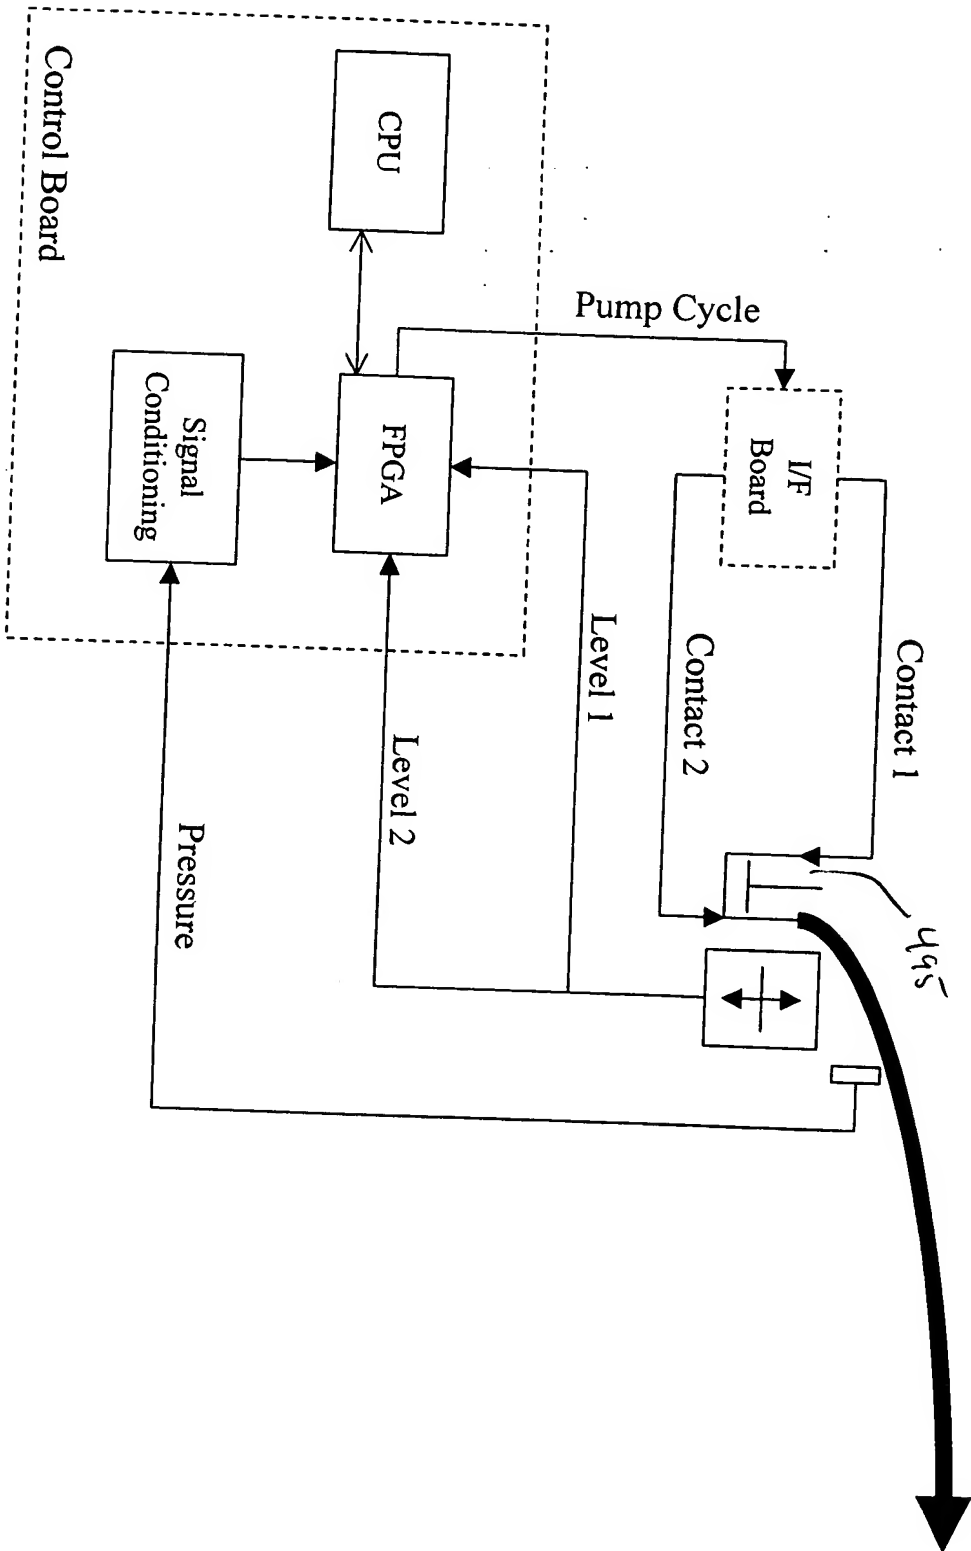 Pump Cycle
I/F
Board
Contact 1
Contact 2
495
Level 1
Level 2
Pressure
CPU
FPGA
Signal
Conditioning
Control Board